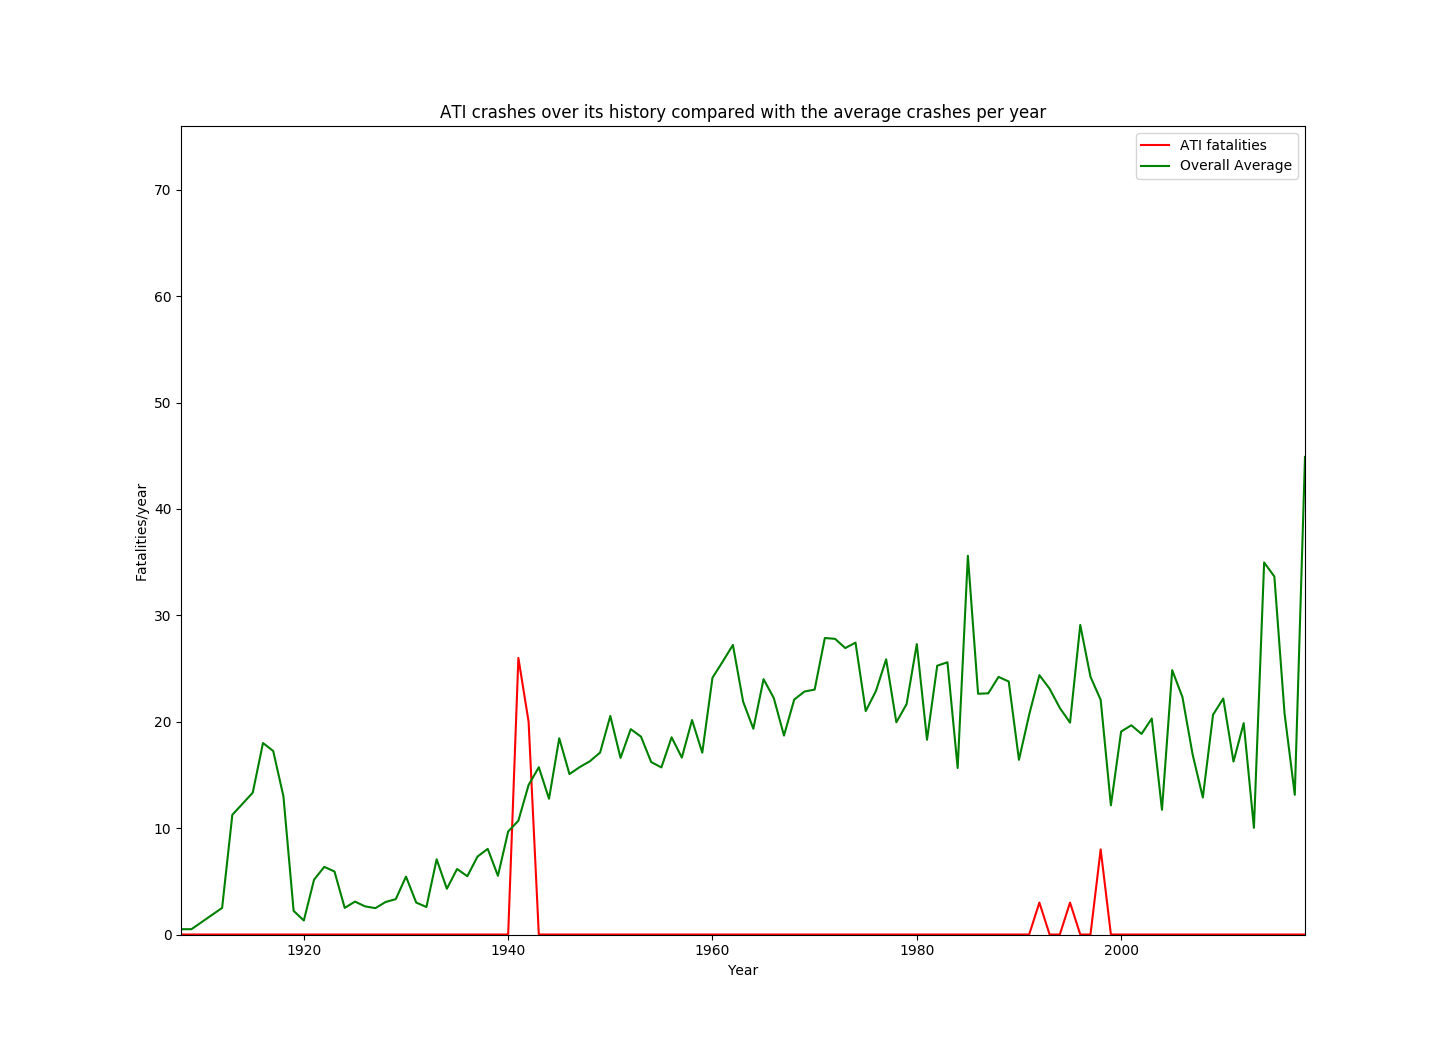 ATI crashes over its history compared with the average crashes per year
ATI fatalities
Overall Average
70
60
50
40
30
20
10
0
Fatalities/year
1920 1940 1960 1980 2000
Year